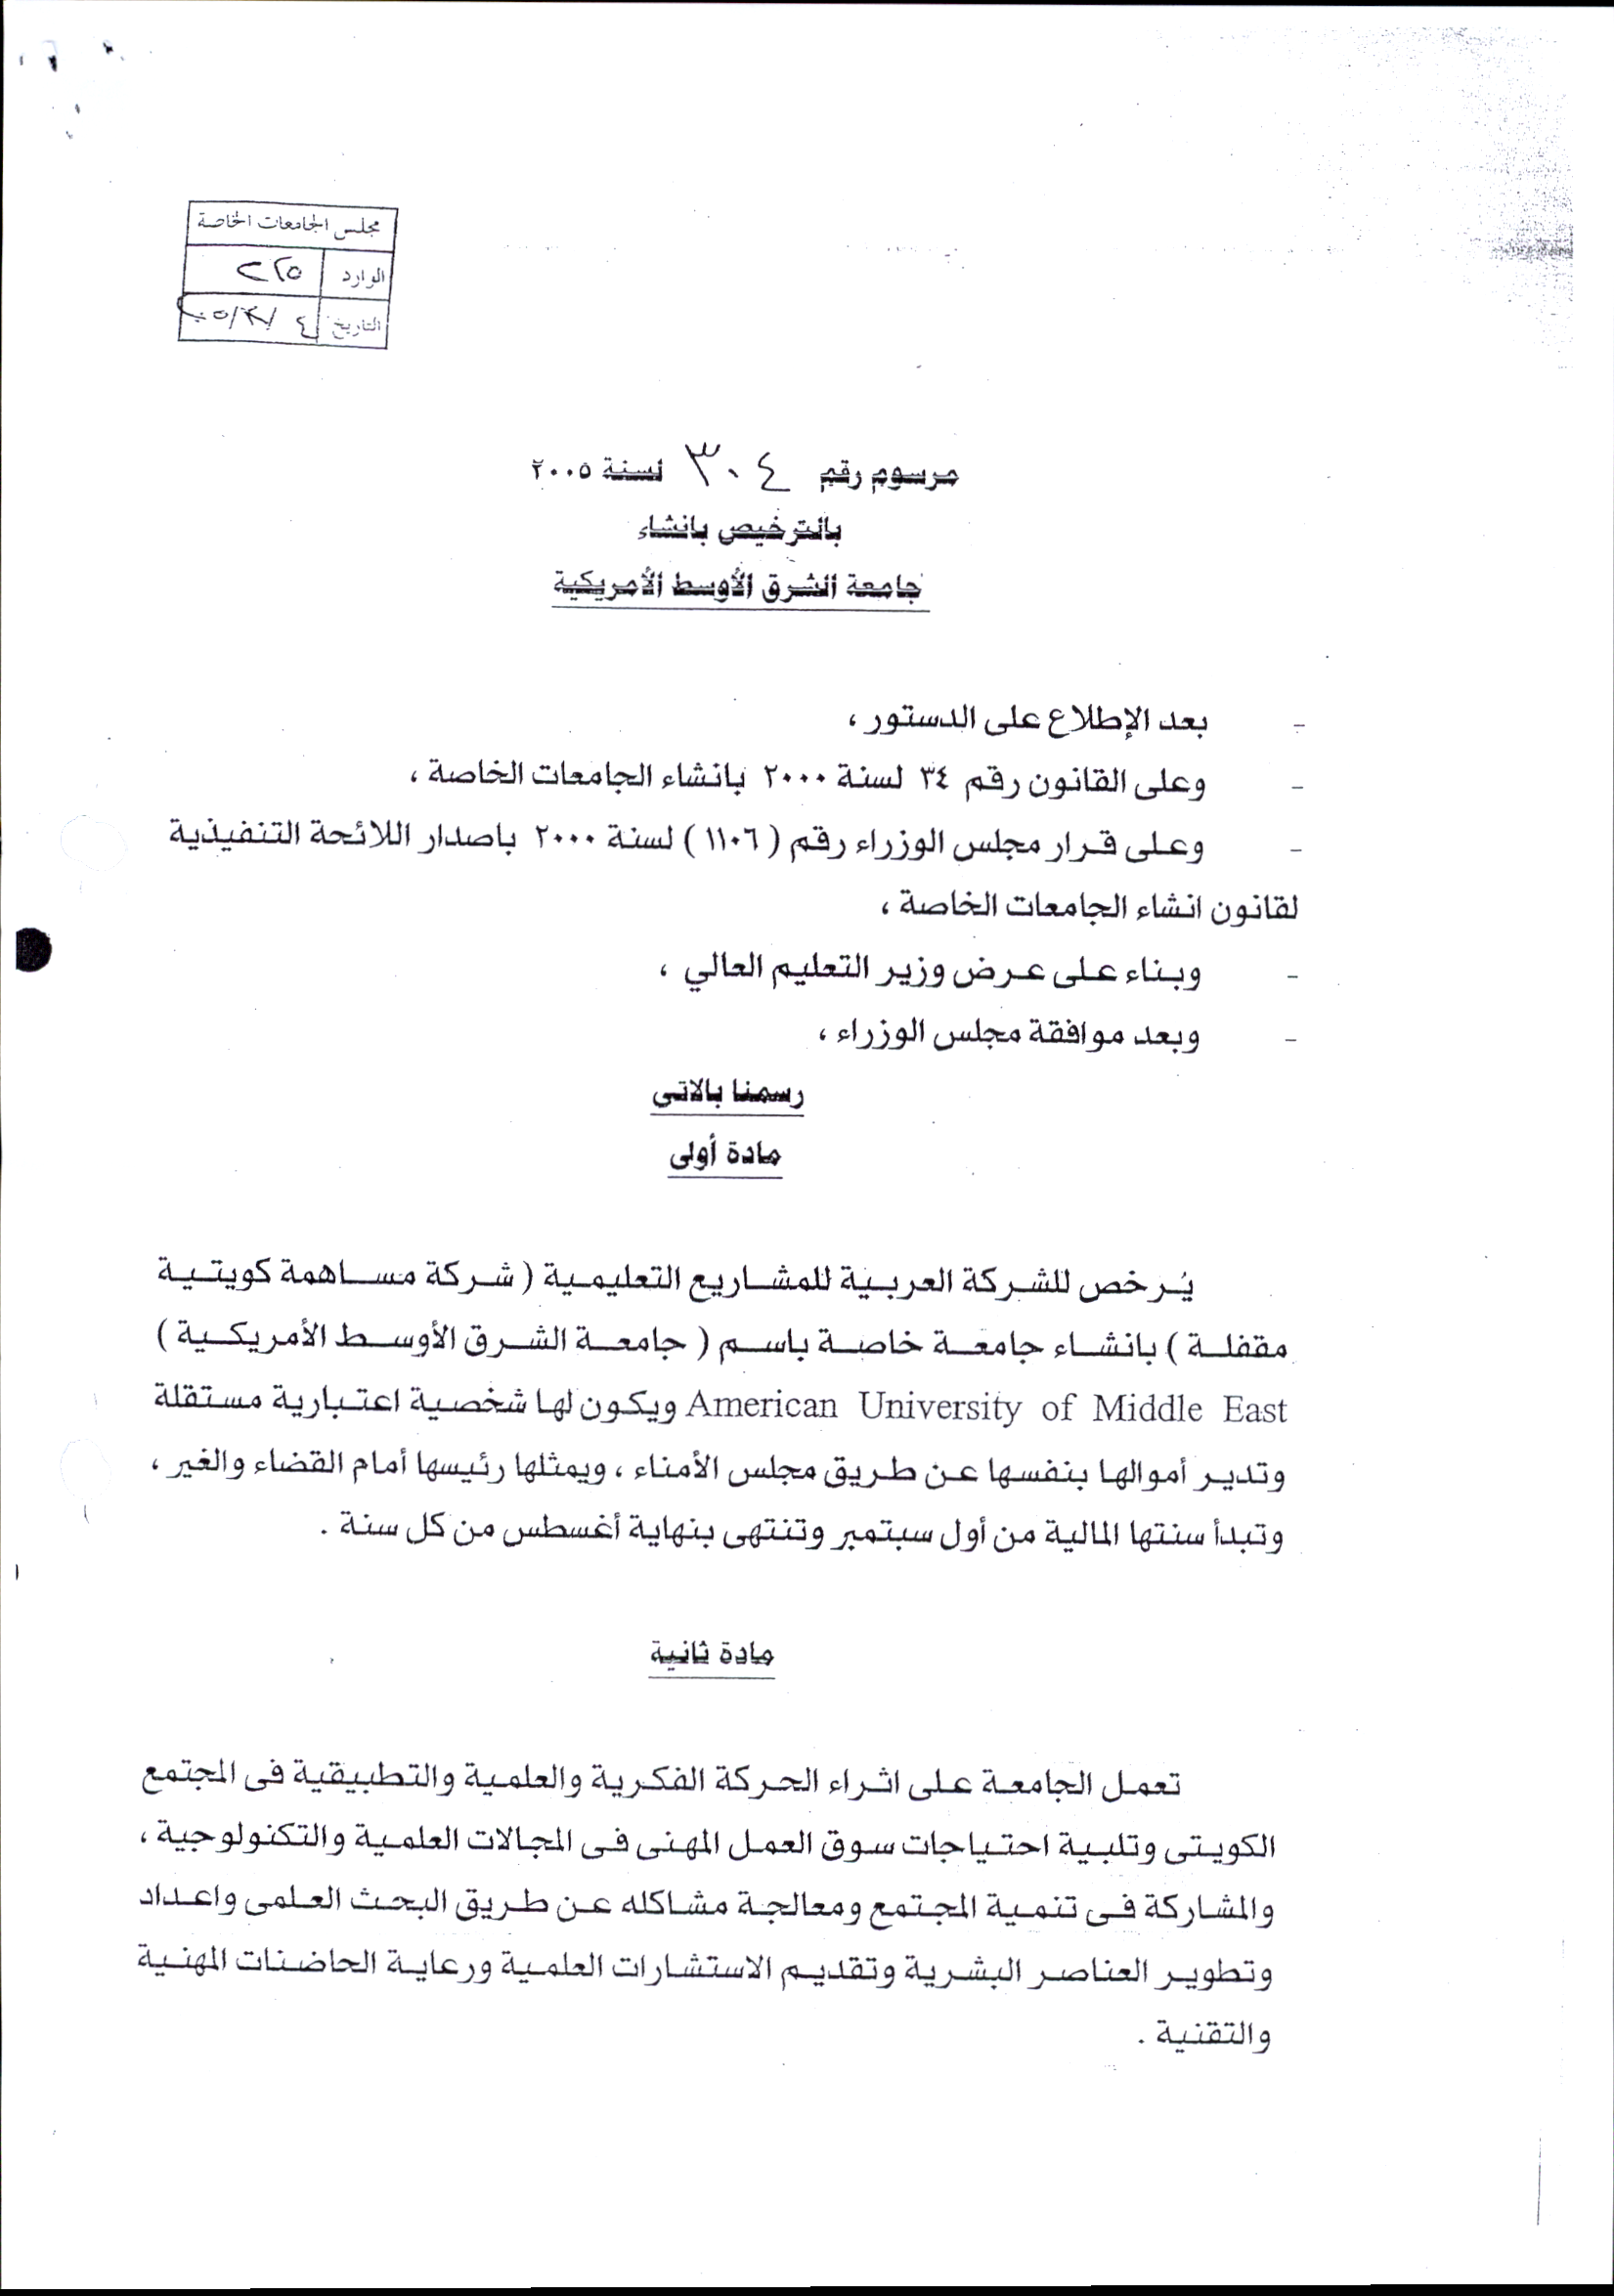 مجلس الجامعات الخاصة
الوارد ٢٢٥
التاريخ
مرسوم رقم ٣٠٤ لسنة ٢٠٠٥
بالترخيص بانشاء
جامعة الشرق الأوسط الأمريكية
- بعد الإطلاع على الدستور ،
- وعلى القانون رقم ٣٤ لسنة ٢٠٠٠ بانشاء الجامعات الخاصة ،
- وعلى قرار مجلس الوزراء رقم ( ١١٠٦ ) لسنة ٢٠٠٠ باصدار اللائحة التنفيذية
لقانون انشاء الجامعات الخاصة ،
- وبناء على عرض وزير التعليم العالي ،
- وبعد موافقة مجلس الوزراء ،
رسمنا بالاتى
مادة أولى
يُرخص للشركة العربية للمشاريع التعليمية ( شركة مساهمة كويتية
مقفلة ) بانشاء جامعة خاصة باسم ( جامعة الشرق الأوسط الأمريكية )
American University of Middle East ويكون لها شخصية اعتبارية مستقلة
وتدير أموالها بنفسها عن طريق مجلس الأمناء ، ويمثلها رئيسها أمام القضاء والغير ،
وتبدأ سنتها المالية من أول سبتمبر وتنتهى بنهاية أغسطس من كل سنة .
مادة ثانية
تعمل الجامعة على اثراء الحركة الفكرية والعلمية والتطبيقية فى المجتمع
الكويتى وتلبية احتياجات سوق العمل المهنى فى المجالات العلمية والتكنولوجية ،
والمشاركة فى تنمية المجتمع ومعالجة مشاكله عن طريق البحث العلمى واعداد
وتطوير العناصر البشرية وتقديم الاستشارات العلمية ورعاية الحاضنات المهنية
والتقنية .